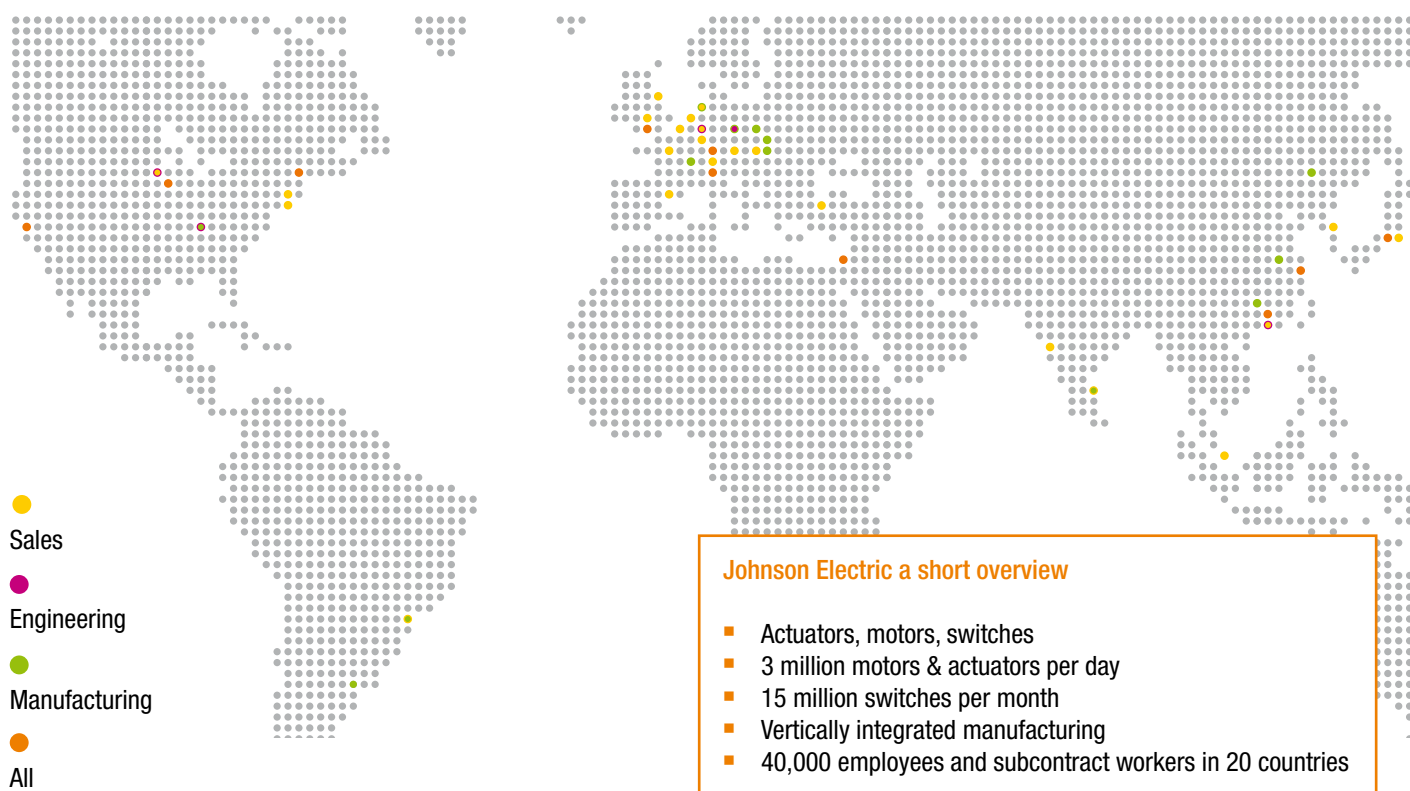 Sales
Engineering
Manufacturing
All
Johnson Electric a short overview
Actuators, motors, switches
3 million motors & actuators per day
15 million switches per month
Vertically integrated manufacturing
40,000 employees and subcontract workers in 20 countries